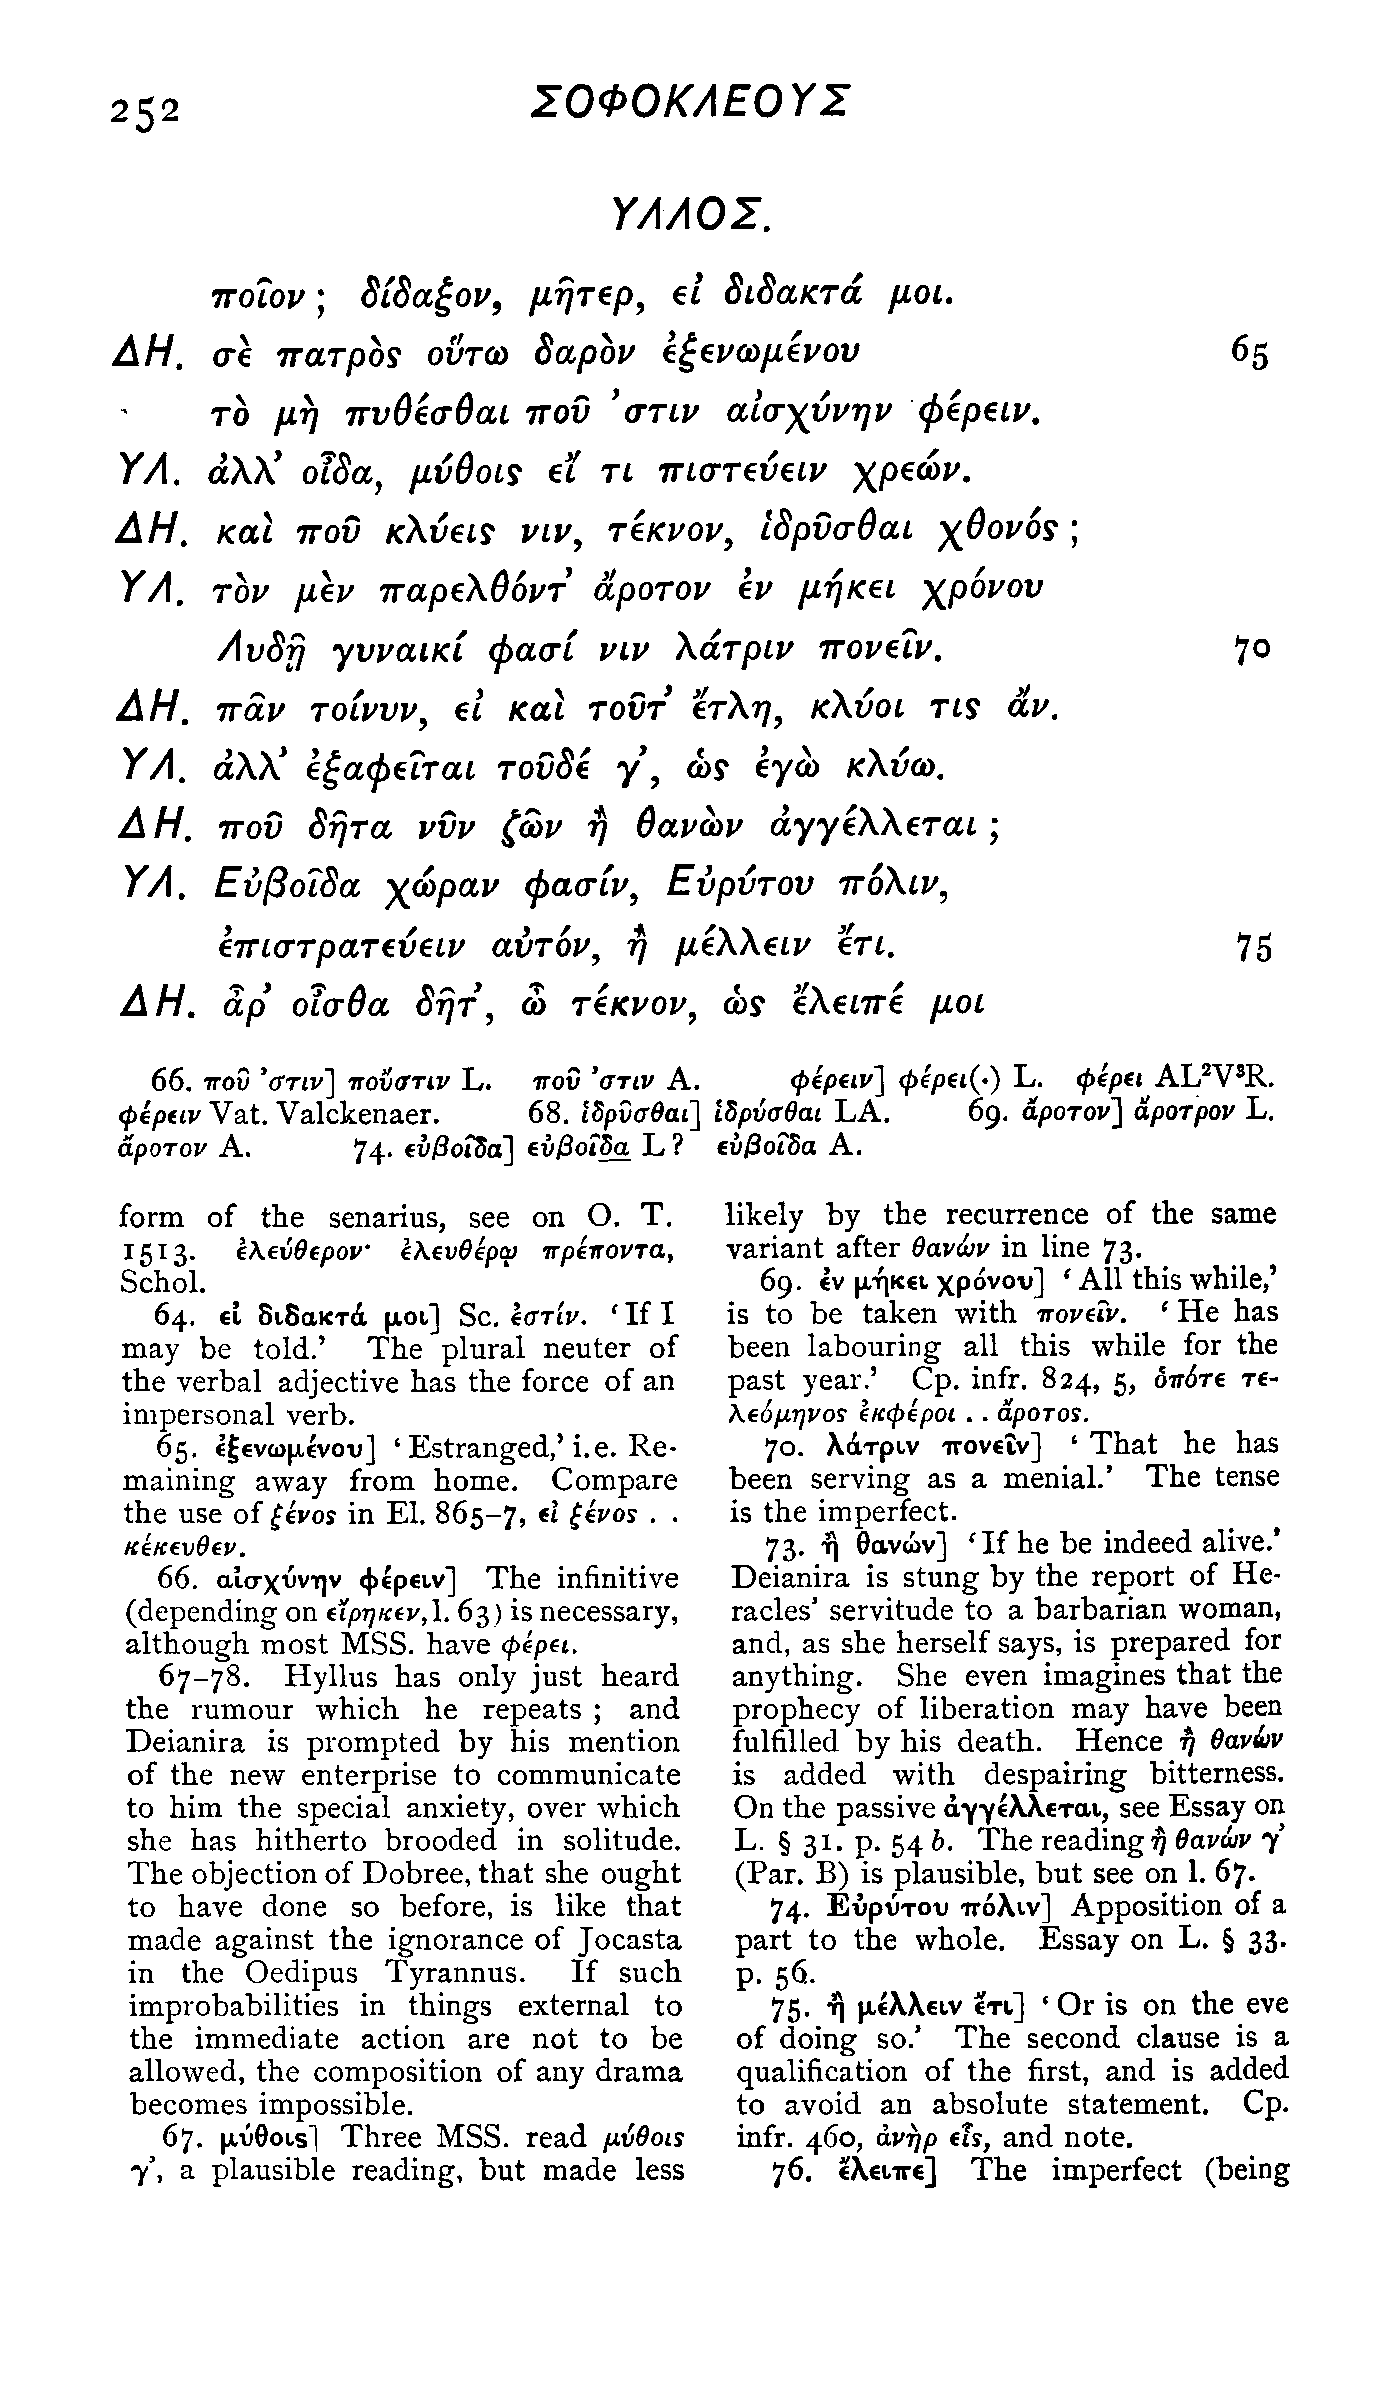 252
ΣΟΦΟΚΛΕΟΥΣ
ΥΛΛΟΣ.
ποῖον ; δίδαξον, μῆτερ, εἰ διδακτά μοι.
ΔΗ. σὲ πατρὸς οὕτω δαρὸν ἐξενωμένου 65
τὸ μὴ πυθέσθαι ποῦ ’στιν αἰσχύνην φέρειν.
ΥΛ. ἀλλ’ οἶδα, μύθοις εἴ τι πιστεύειν χρεών.
ΔΗ. καὶ ποῦ κλύεις νιν, τέκνον, ἱδρῦσθαι χθονός ;
ΥΛ. τὸν μὲν παρελθόντ’ ἄροτον ἐν μήκει χρόνου
Λυδῇ γυναικί φασί νιν λάτριν πονεῖν. 70
ΔΗ. πᾶν τοίνυν, εἰ καὶ τοῦτ’ ἔτλη, κλύοι τις ἄν.
ΥΛ. ἀλλ’ ἐξαφεῖται τοῦδέ γ’, ὡς ἐγὼ κλύω.
ΔΗ. ποῦ δῆτα νῦν ζῶν ἢ θανὼν ἀγγέλλεται ;
ΥΛ. Εὐβοῖδα χώραν φασίν, Εὐρύτου πόλιν,
ἐπιστρατεύειν αὐτόν, ἢ μέλλειν ἔτι. 75
ΔΗ. ἆρ’ οἶσθα δῆτ’, ὦ τέκνον, ὡς ἔλειπέ μοι
66. ποῦ ’στιν] ποὔστιν L. ποῦ ’στιν A. φέρειν] φέρει(·) L. φέρει AL²V³R.
φέρειν Vat. Valckenaer. 68. ἱδρῦσθαι] ἱδρύσθαι LA. 69. ἄροτον] ἄροτρον L.
ἄροτον A. 74. εὐβοῖδα] εὐβοῖδα L ? εὐβοῖδα A.
form of the senarius, see on O. T.
1513. ἐλεύθερον· ἐλευθέρῳ πρέποντα,
Schol.
64. εἰ διδακτά μοι] Sc. ἐστίν. ‘If I
may be told.’ The plural neuter of
the verbal adjective has the force of an
impersonal verb.
65. ἐξενωμένου] ‘Estranged,’ i.e. Re-
maining away from home. Compare
the use of ξένος in El. 865–7, εἰ ξένος . .
κέκευθεν.
66. αἰσχύνην φέρειν] The infinitive
(depending on εἴρηκεν, l. 63) is necessary,
although most MSS. have φέρει.
67–78. Hyllus has only just heard
the rumour which he repeats ; and
Deianira is prompted by his mention
of the new enterprise to communicate
to him the special anxiety, over which
she has hitherto brooded in solitude.
The objection of Dobree, that she ought
to have done so before, is like that
made against the ignorance of Jocasta
in the Oedipus Tyrannus. If such
improbabilities in things external to
the immediate action are not to be
allowed, the composition of any drama
becomes impossible.
67. μύθοις] Three MSS. read μύθοις
γ’, a plausible reading, but made less
likely by the recurrence of the same
variant after θανών in line 73.
69. ἐν μήκει χρόνου] ‘All this while,’
is to be taken with πονεῖν. ‘He has
been labouring all this while for the
past year.’ Cp. infr. 824, 5, ὁπότε τε-
λεόμηνος ἐκφέροι . . ἄροτος.
70. λάτριν πονεῖν] ‘That he has
been serving as a menial.’ The tense
is the imperfect.
73. ἢ θανών] ‘If he be indeed alive.’
Deianira is stung by the report of He-
racles’ servitude to a barbarian woman,
and, as she herself says, is prepared for
anything. She even imagines that the
prophecy of liberation may have been
fulfilled by his death. Hence ἢ θανών
is added with despairing bitterness.
On the passive ἀγγέλλεται, see Essay on
L. § 31. p. 54 b. The reading ἢ θανών γ’
(Par. B) is plausible, but see on l. 67.
74. Εὐρύτου πόλιν] Apposition of a
part to the whole. Essay on L. § 33.
p. 56.
75. ἢ μέλλειν ἔτι] ‘Or is on the eve
of doing so.’ The second clause is a
qualification of the first, and is added
to avoid an absolute statement. Cp.
infr. 460, ἀνὴρ εἷς, and note.
76. ἔλειπε] The imperfect (being